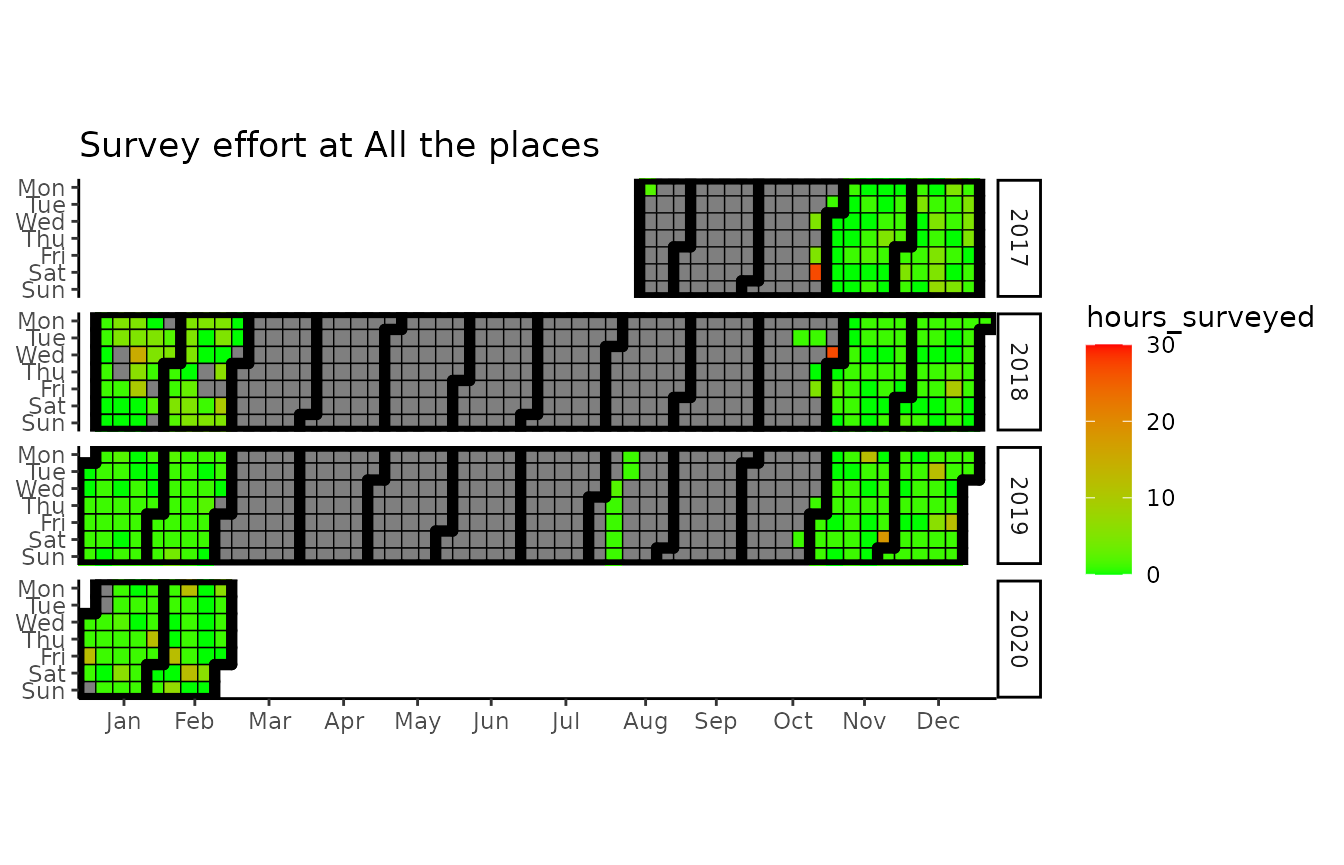 Survey effort at All the places
Mon
Tue
Wed
Thu
Fri
Sat
Sun
2017
Mon
Tue
Wed
Thu
Fri
Sat
Sun
2018
Mon
Tue
Wed
Thu
Fri
Sat
Sun
2019
Mon
Tue
Wed
Thu
Fri
Sat
Sun
2020
Jan Feb Mar Apr May Jun Jul Aug Sep Oct Nov Dec
hours_surveyed
30
20
10
0